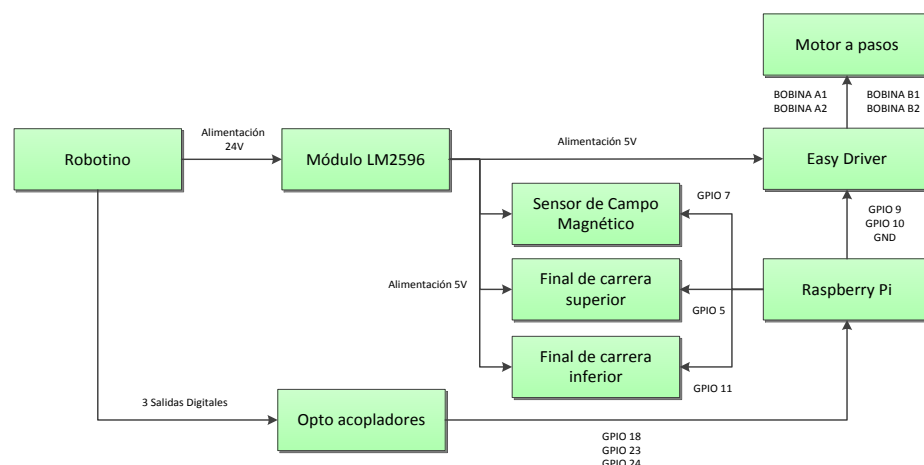 Motor a pasos
BOBINA A1
BOBINA A2
BOBINA B1
BOBINA B2
Robotino
Alimentación
24V
Módulo LM2596
Alimentación 5V
Easy Driver
Sensor de Campo
Magnético
GPIO 7
GPIO 9
GPIO 10
GND
Alimentación 5V
Final de carrera
superior
GPIO 5
Raspberry Pi
Final de carrera
inferior
GPIO 11
3 Salidas Digitales
Opto acopladores
GPIO 18
GPIO 23
GPIO 24